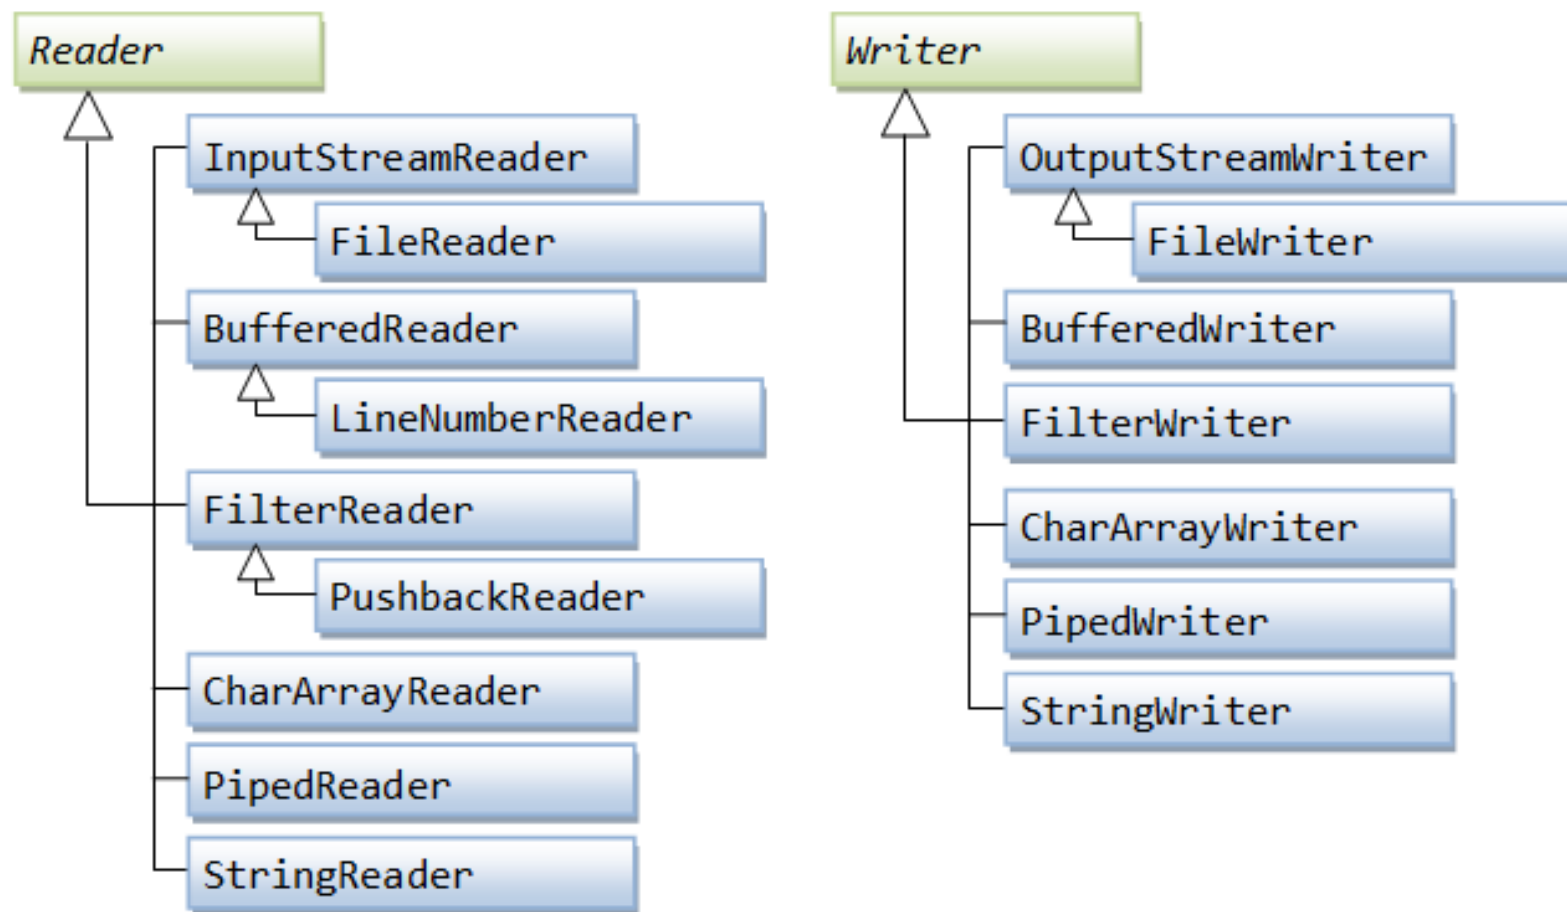 Reader
InputStreamReader
FileReader
BufferedReader
LineNumberReader
FilterReader
PushbackReader
CharArrayReader
PipedReader
StringReader
Writer
OutputStreamWriter
FileWriter
BufferedWriter
FilterWriter
CharArrayWriter
PipedWriter
StringWriter